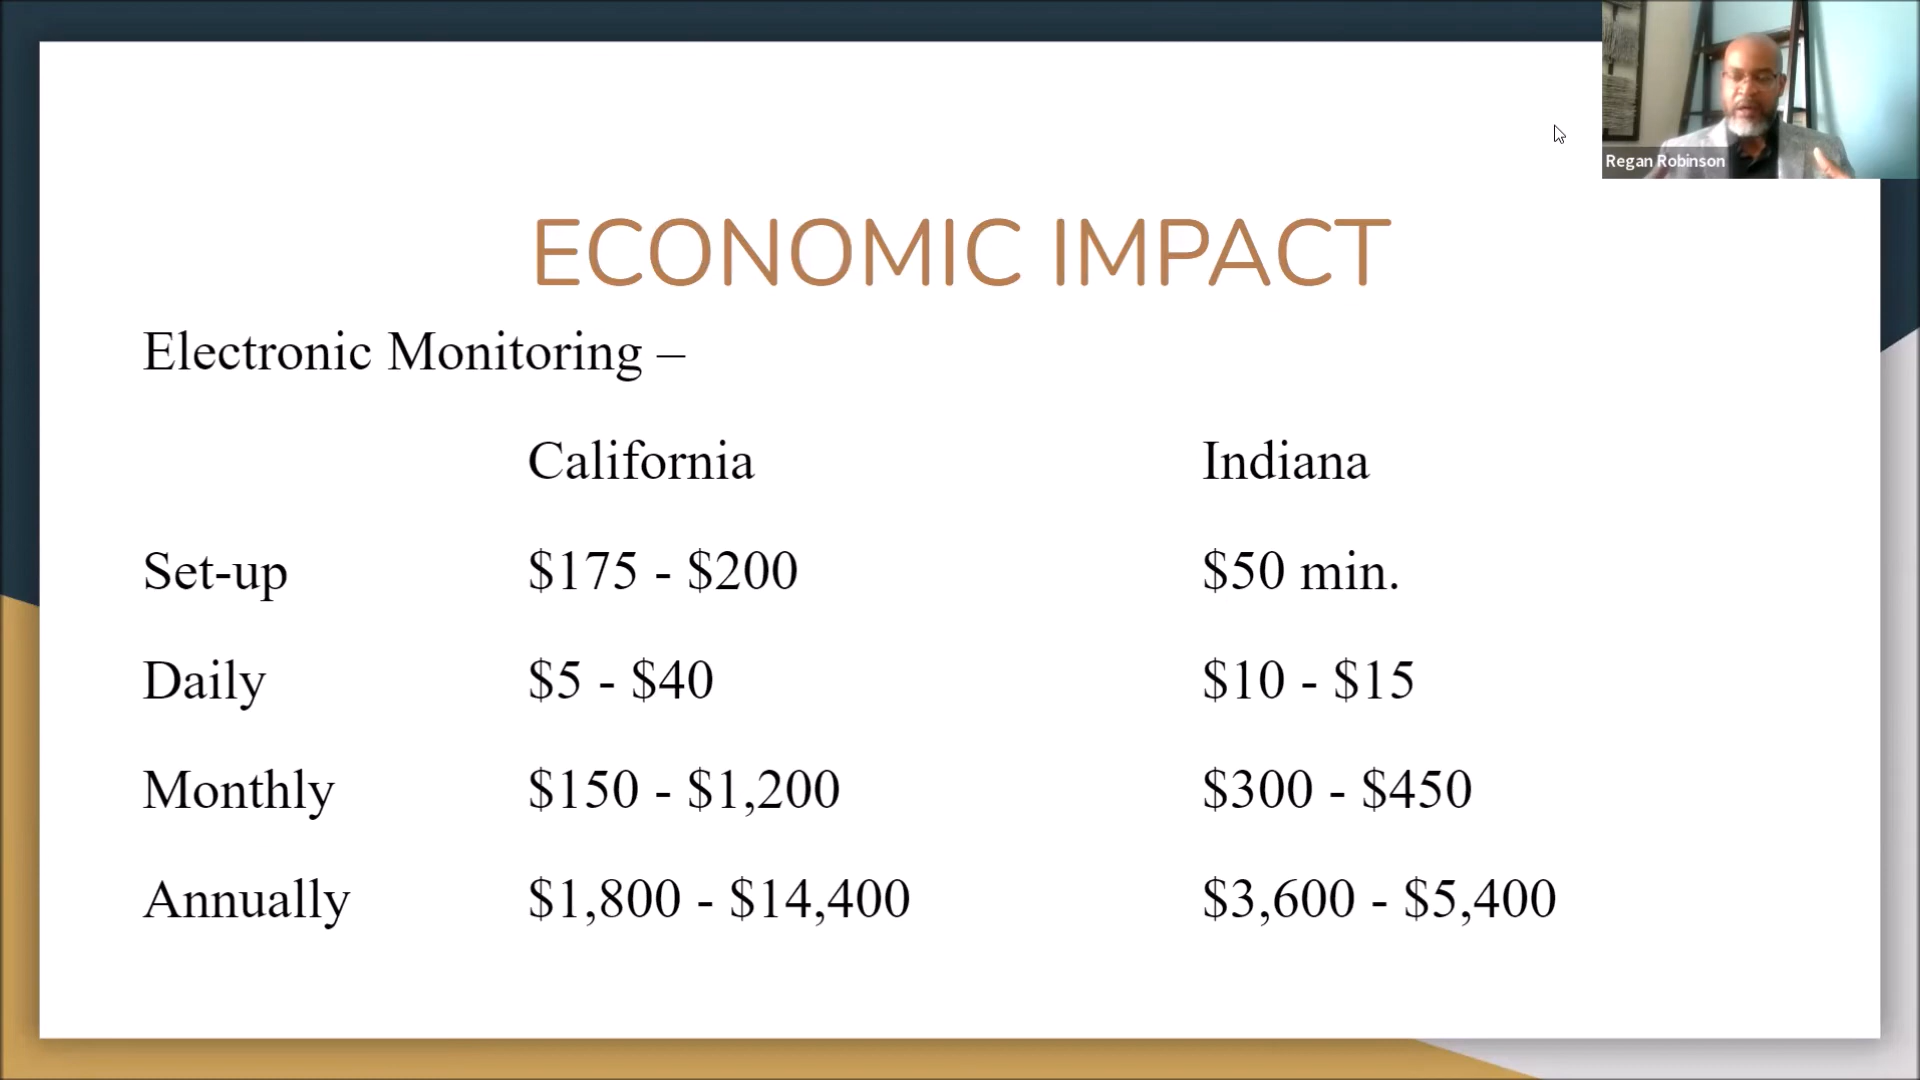 Regan Robinson
ECONOMIC IMPACT
Electronic Monitoring –
California Indiana
Set-up $175 - $200 $50 min.
Daily $5 - $40 $10 - $15
Monthly $150 - $1,200 $300 - $450
Annually $1,800 - $14,400 $3,600 - $5,400